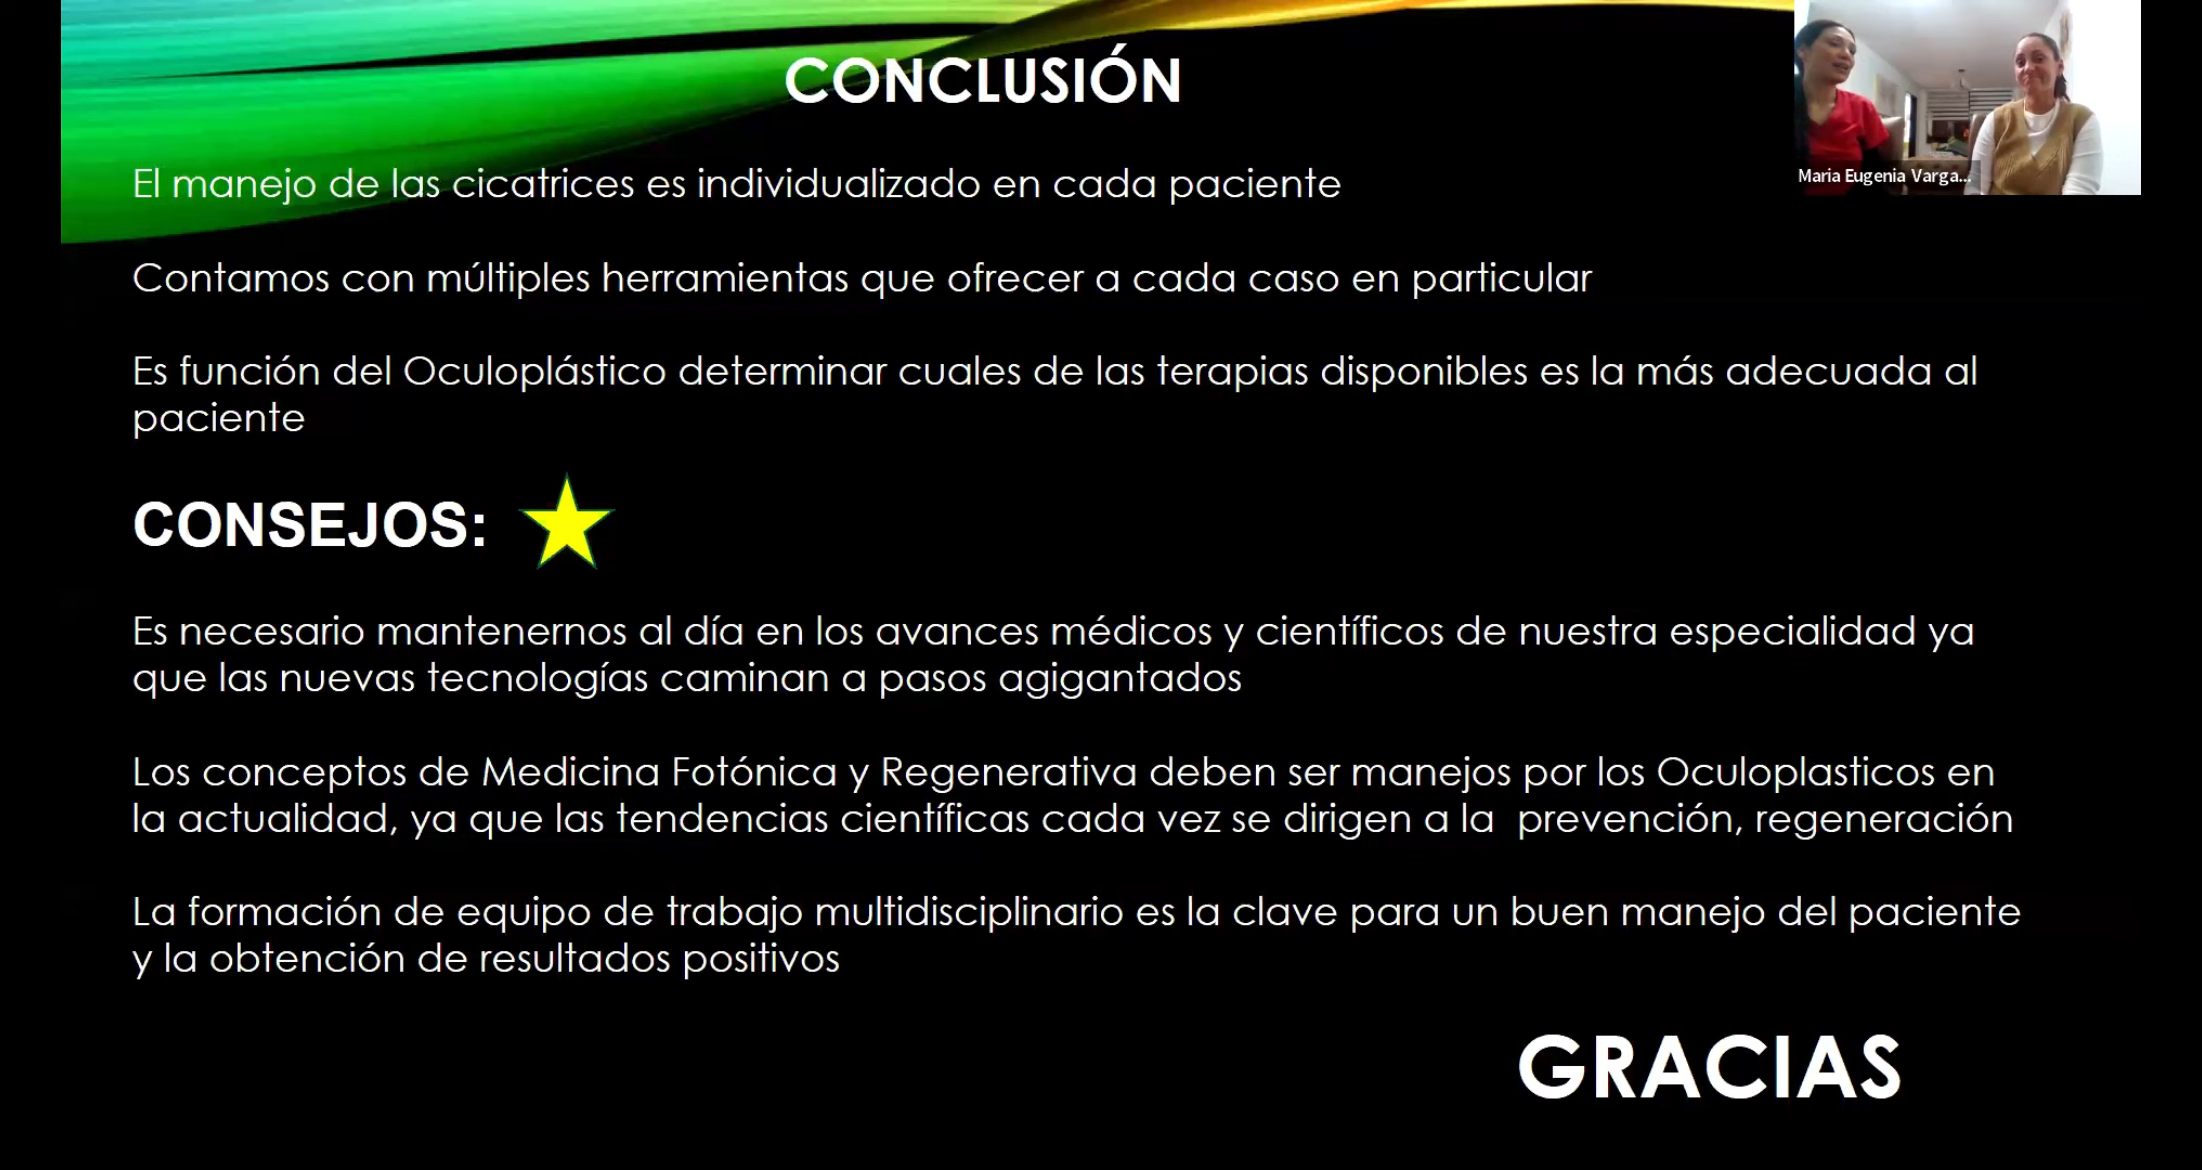 CONCLUSIÓN
Maria Eugenia Varga...
El manejo de las cicatrices es individualizado en cada paciente
Contamos con múltiples herramientas que ofrecer a cada caso en particular
Es función del Oculoplástico determinar cuales de las terapias disponibles es la más adecuada al
paciente
CONSEJOS:
Es necesario mantenernos al día en los avances médicos y científicos de nuestra especialidad ya
que las nuevas tecnologías caminan a pasos agigantados
Los conceptos de Medicina Fotónica y Regenerativa deben ser manejos por los Oculoplasticos en
la actualidad, ya que las tendencias científicas cada vez se dirigen a la  prevención, regeneración
La formación de equipo de trabajo multidisciplinario es la clave para un buen manejo del paciente
y la obtención de resultados positivos
GRACIAS